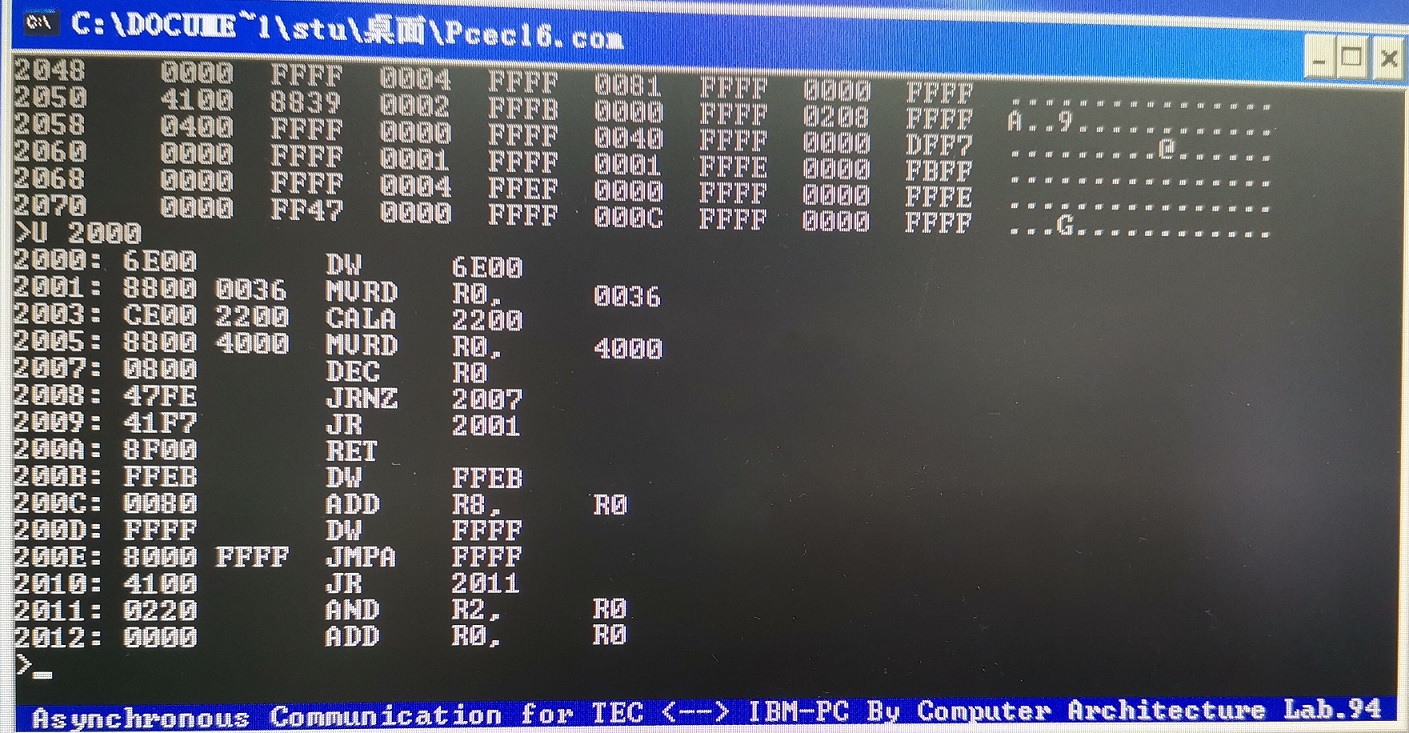 C:\DOCUME~1\stu\桌面\Pcec16.com
2048 0000 FFFF 0004 FFFF 0081 FFFF 0000 FFFF ................
2050 4100 8839 0002 FFFB 0000 FFFF 0208 FFFF A..9............
2058 0400 FFFF 0000 FFFF 0040 FFFF 0000 DFF7 .........@......
2060 0000 FFFF 0001 FFFF 0001 FFFE 0000 FBFF ................
2068 0000 FFFF 0004 FFEF 0000 FFFF 0000 FFFE ................
2070 0000 FF47 0000 FFFF 000C FFFF 0000 FFFF ...G............
>U 2000
2000: 6E00 DW 6E00
2001: 8800 0036 MVRD R0, 0036
2003: CE00 2200 CALA 2200
2005: 8800 4000 MVRD R0, 4000
2007: 0800 DEC R0
2008: 47FE JRNZ 2007
2009: 41F7 JR 2001
200A: 8F00 RET
200B: FFEB DW FFEB
200C: 0080 ADD R8, R0
200D: FFFF DW FFFF
200E: 8000 FFFF JMPA FFFF
2010: 4100 JR 2011
2011: 0220 AND R2, R0
2012: 0000 ADD R0, R0
>_
Asynchronous Communication for TEC <--> IBM-PC By Computer Architecture Lab.94